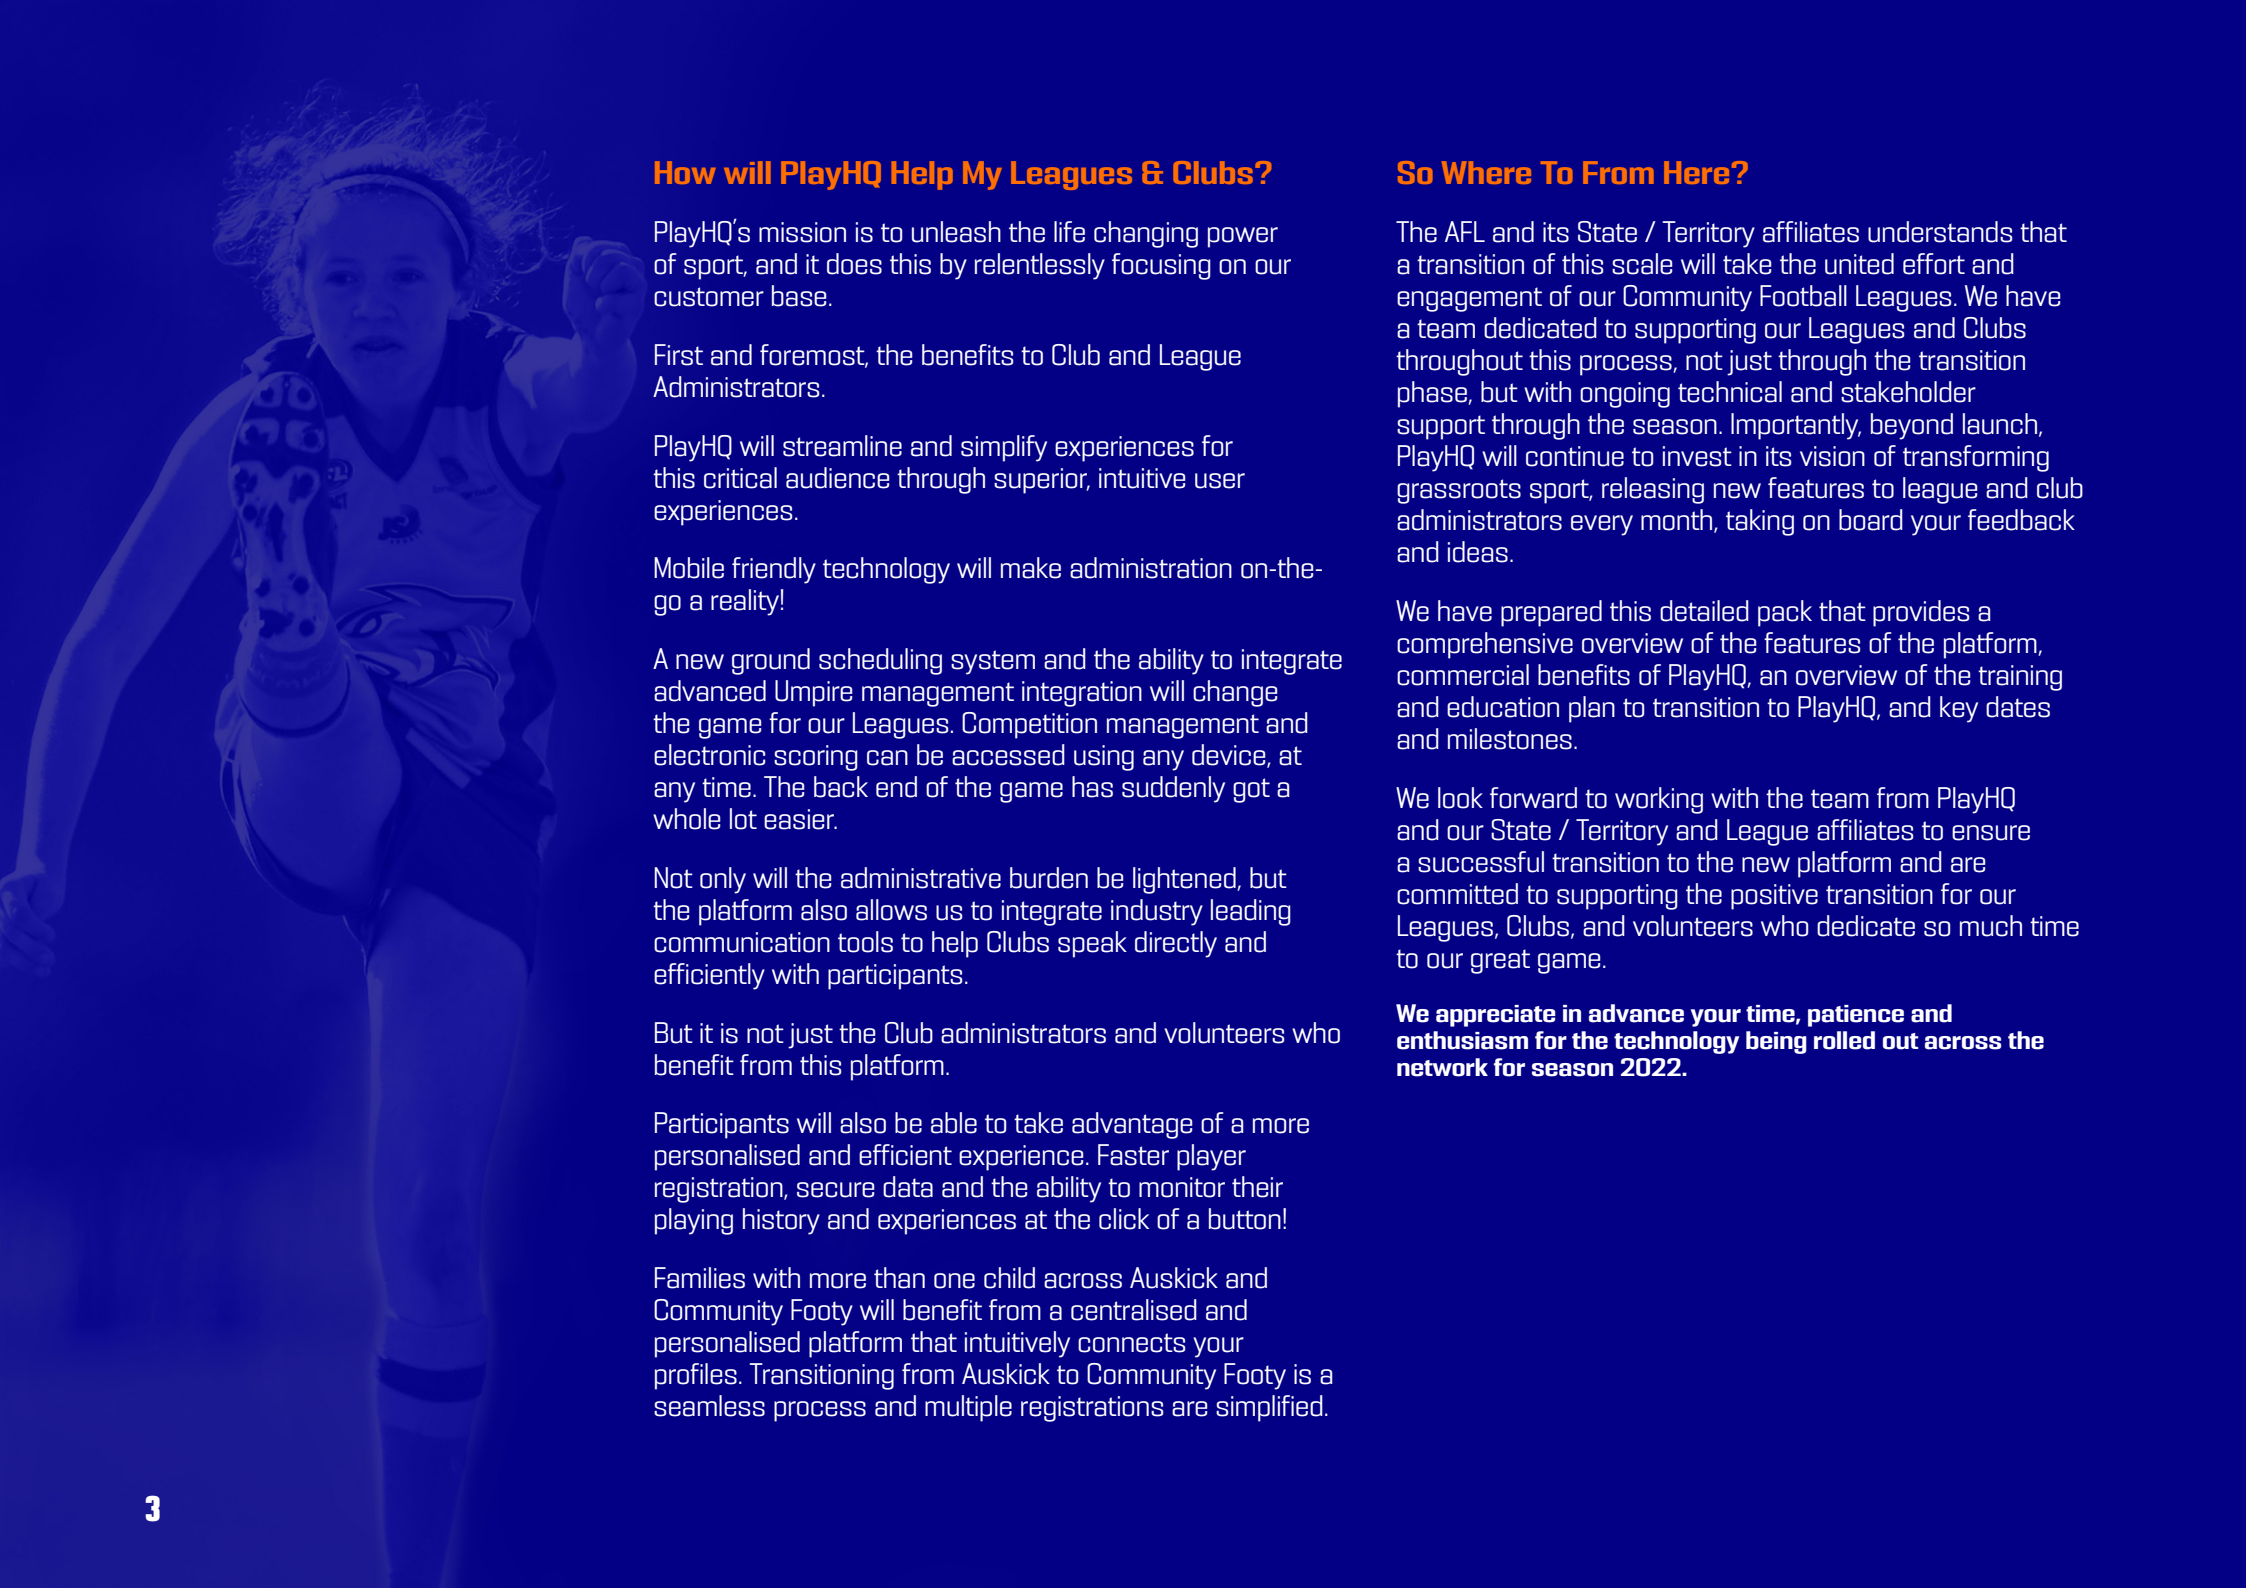 How will PlayHQ Help My Leagues & Clubs?
PlayHQ's mission is to unleash the life changing power
of sport, and it does this by relentlessly focusing on our
customer base.
First and foremost, the benefits to Club and League
Administrators.
PlayHQ will streamline and simplify experiences for
this critical audience through superior, intuitive user
experiences.
Mobile friendly technology will make administration on-the-
go a reality!
A new ground scheduling system and the ability to integrate
advanced Umpire management integration will change
the game for our Leagues. Competition management and
electronic scoring can be accessed using any device, at
any time. The back end of the game has suddenly got a
whole lot easier.
Not only will the administrative burden be lightened, but
the platform also allows us to integrate industry leading
communication tools to help Clubs speak directly and
efficiently with participants.
But it is not just the Club administrators and volunteers who
benefit from this platform.
Participants will also be able to take advantage of a more
personalised and efficient experience. Faster player
registration, secure data and the ability to monitor their
playing history and experiences at the click of a button!
Families with more than one child across Auskick and
Community Footy will benefit from a centralised and
personalised platform that intuitively connects your
profiles. Transitioning from Auskick to Community Footy is a
seamless process and multiple registrations are simplified.
So Where To From Here?
The AFL and its State / Territory affiliates understands that
a transition of this scale will take the united effort and
engagement of our Community Football Leagues. We have
a team dedicated to supporting our Leagues and Clubs
throughout this process, not just through the transition
phase, but with ongoing technical and stakeholder
support through the season. Importantly, beyond launch,
PlayHQ will continue to invest in its vision of transforming
grassroots sport, releasing new features to league and club
administrators every month, taking on board your feedback
and ideas.
We have prepared this detailed pack that provides a
comprehensive overview of the features of the platform,
commercial benefits of PlayHQ, an overview of the training
and education plan to transition to PlayHQ, and key dates
and milestones.
We look forward to working with the team from PlayHQ
and our State / Territory and League affiliates to ensure
a successful transition to the new platform and are
committed to supporting the positive transition for our
Leagues, Clubs, and volunteers who dedicate so much time
to our great game.
We appreciate in advance your time, patience and
enthusiasm for the technology being rolled out across the
network for season 2022.
3